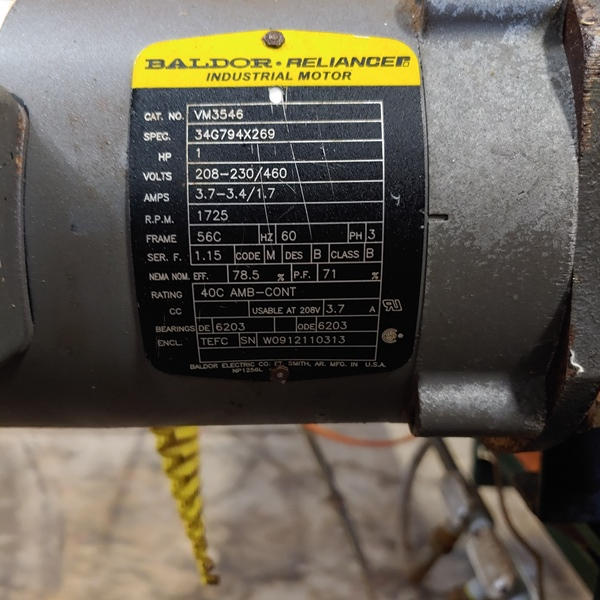 BALDOR • RELIANCE
INDUSTRIAL MOTOR
CAT. NO. VM3546
SPEC. 34G794X269
HP 1
VOLTS 208-230/460
AMPS 3.7-3.4/1.7
R.P.M. 1725
FRAME 56C HZ 60 PH 3
SER. F. 1.15 CODE M DES B CLASS B
NEMA NOM. EFF. 78.5 % P.F. 71 %
RATING 40C AMB-CONT
CC USABLE AT 208V 3.7 A
BEARINGS DE 6203 ODE 6203
ENCL. TEFC SN W0912110313
BALDOR ELECTRIC CO. FT. SMITH, AR. MFG. IN U.S.A.
NP1256L